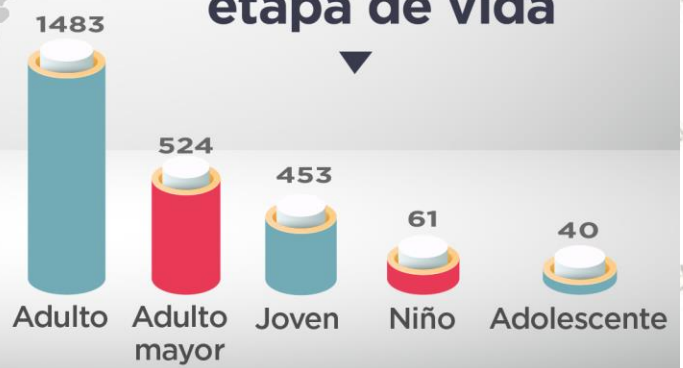 etapa de vida
1483
524
453
61
40
Adulto
Adulto
mayor
Joven
Niño
Adolescente